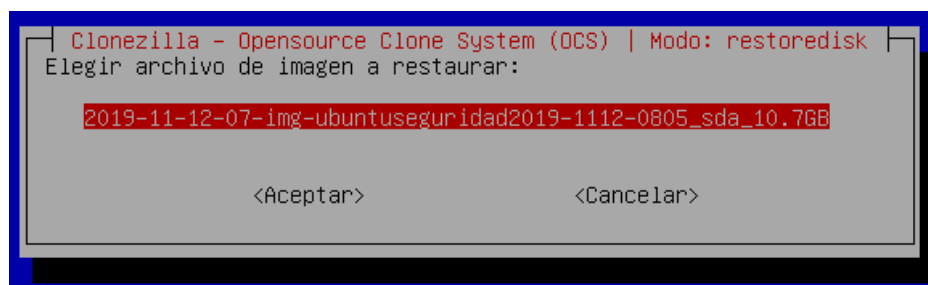 Clonezilla - Opensource Clone System (OCS) | Modo: restoredisk
Elegir archivo de imagen a restaurar:
2019-11-12-07-img-ubuntuseguridad2019-1112-0805_sda_10.7GB
<Aceptar> <Cancelar>